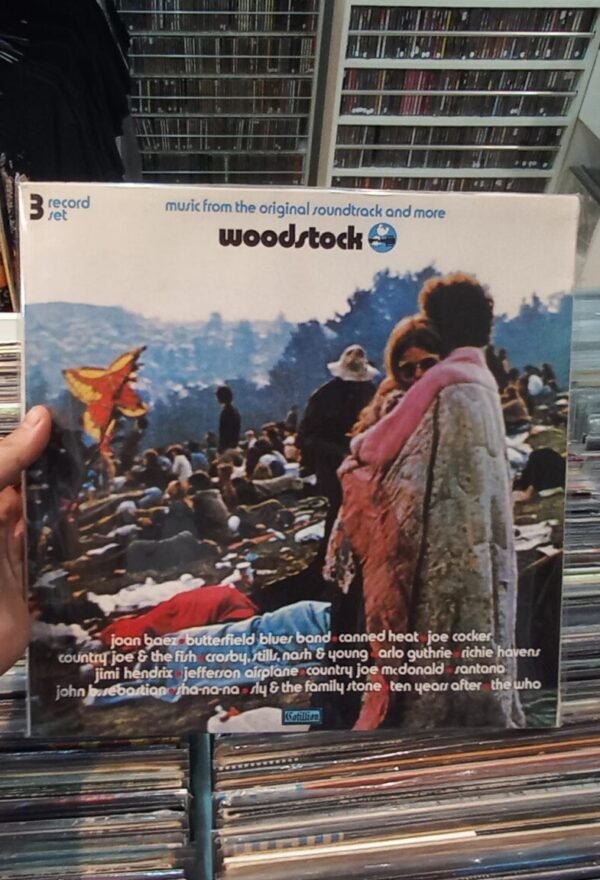 3 record
set
music from the original soundtrack and more
woodstock
joan baez • butterfield blues band • canned heat • joe cocker
country joe & the fish • crosby, stills, nash & young • arlo guthrie • richie havens
jimi hendrix • jefferson airplane • country joe mcdonald • santana
john b. sebastian • sha-na-na • sly & the family stone • ten years after • the who
Cotillion